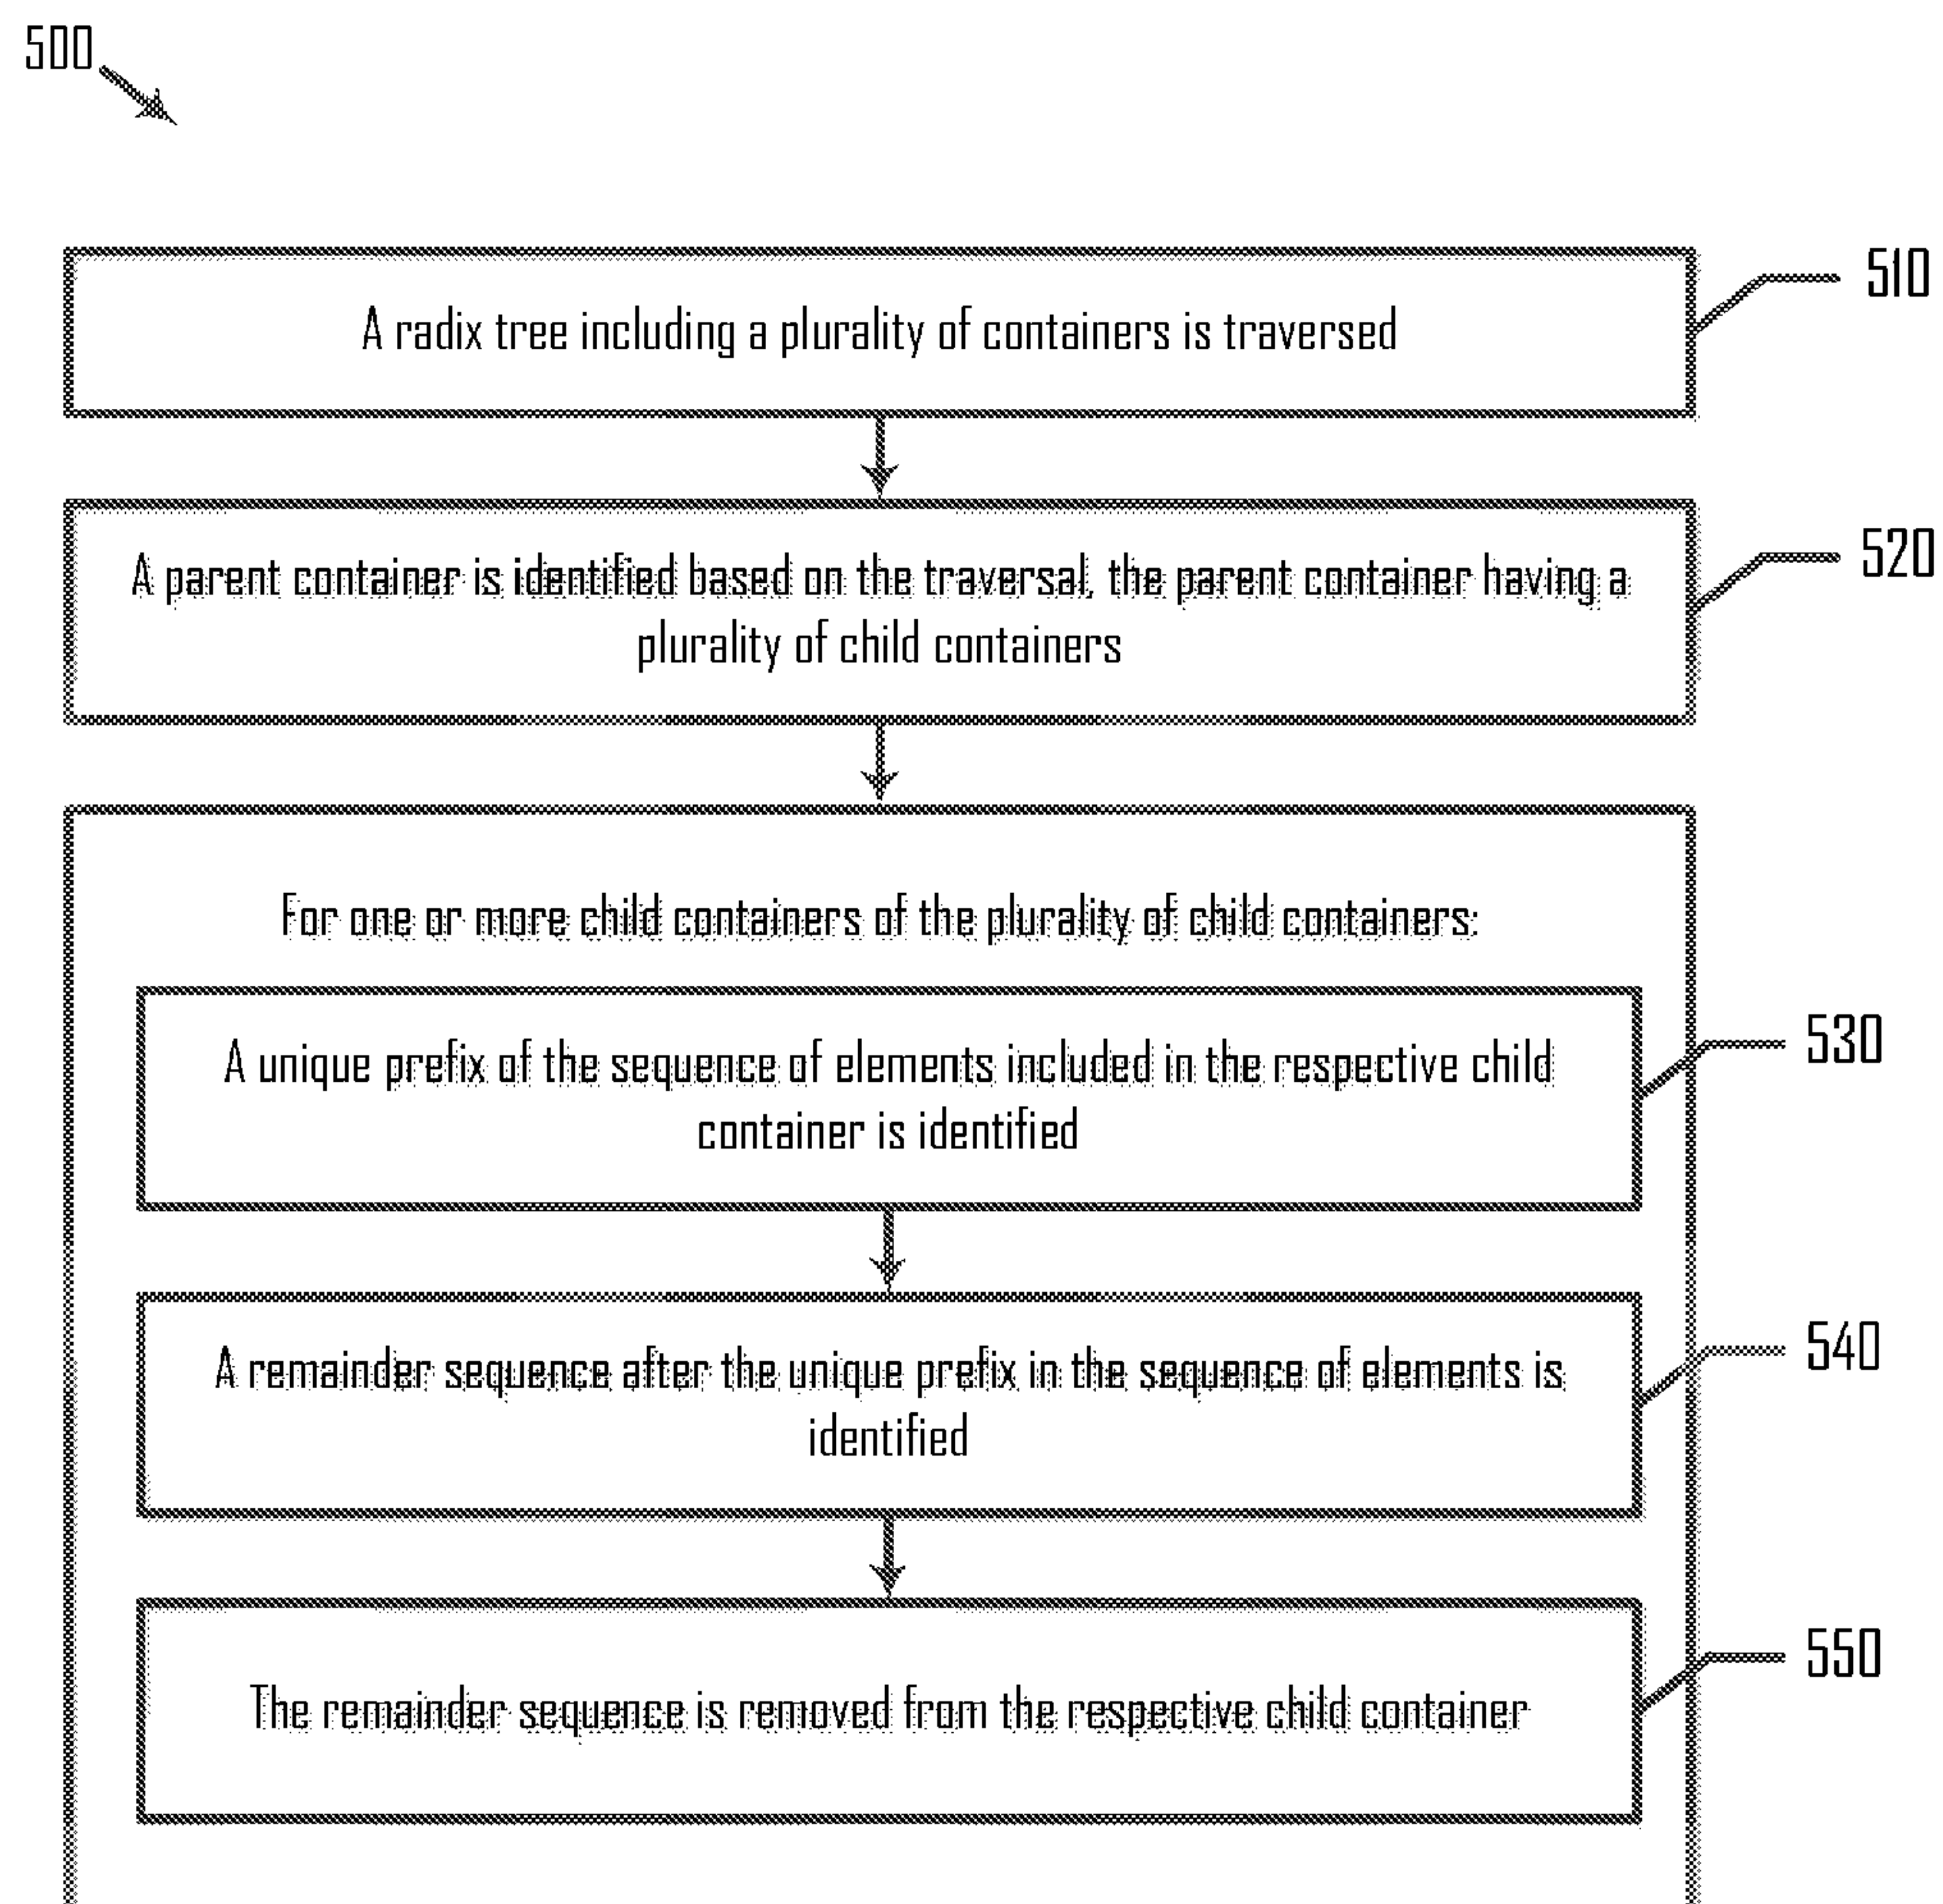 500
510
A radix tree including a plurality of containers is traversed
520
A parent container is identified based on the traversal, the parent container having a
plurality of child containers
For one or more child containers of the plurality of child containers:
530
A unique prefix of the sequence of elements included in the respective child
container is identified
540
A remainder sequence after the unique prefix in the sequence of elements is
identified
550
The remainder sequence is removed from the respective child container